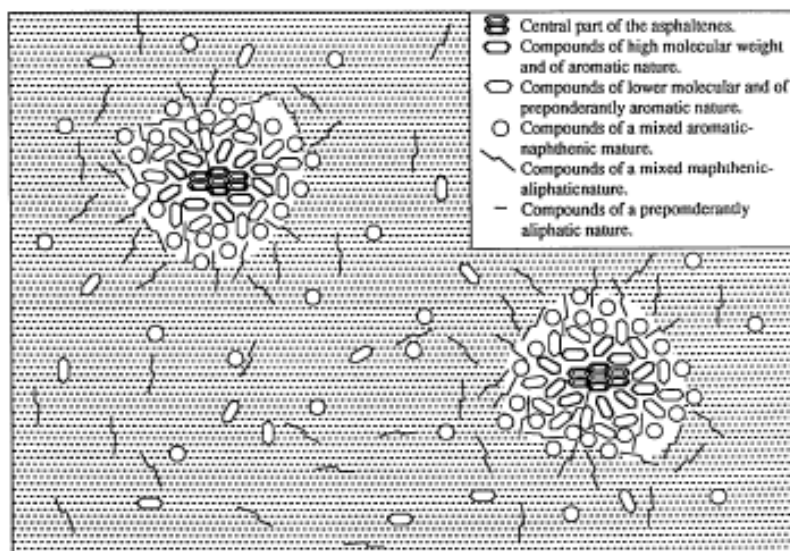 Central part of the asphaltenes.
Compounds of high molecular weight
and of aromatic nature.
Compounds of lower molecular and of
preponderantly aromatic nature.
Compounds of a mixed aromatic-
naphthenic mature.
Compounds of a mixed maphthenic-
aliphaticnature.
Compounds of a prepomderantly
aliphatic nature.